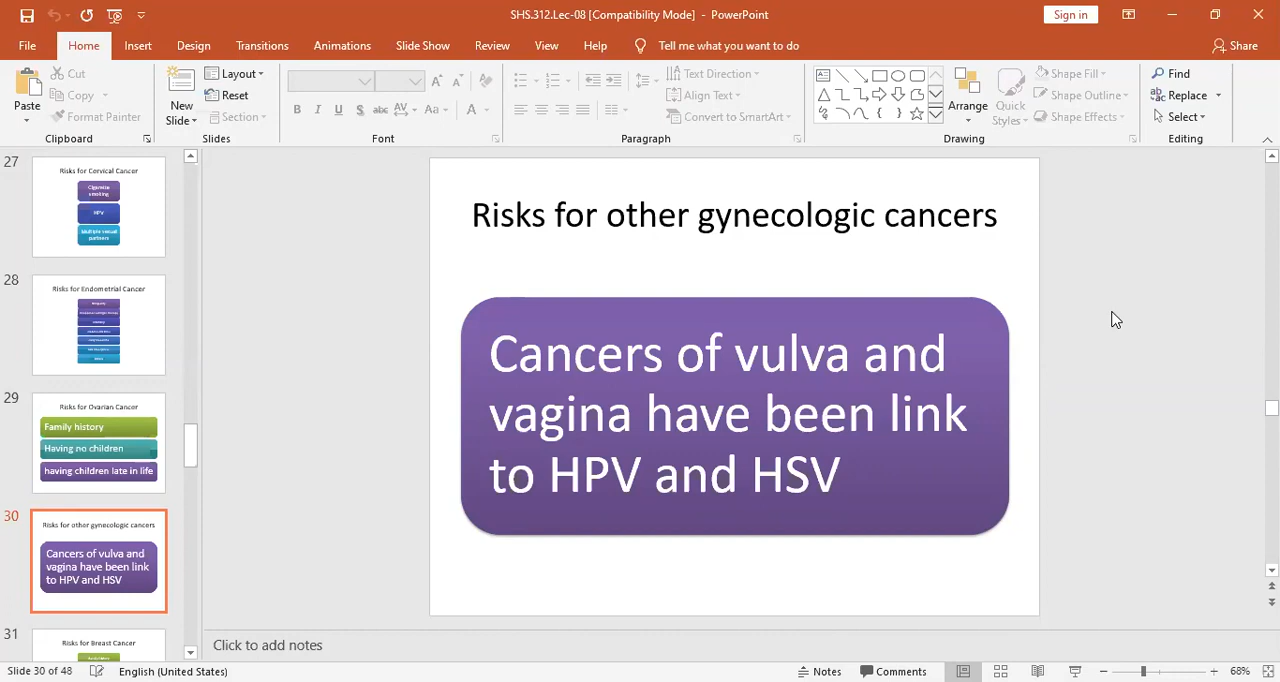 SHS.312.Lec-08 [Compatibility Mode] - PowerPoint
Sign in
File Home Insert Design Transitions Animations Slide Show Review View Help Tell me what you want to do
Share
Paste
Cut
Copy
Format Painter
Clipboard
New
Slide
Layout
Reset
Section
Slides
B I U S abc AV Aa A
Font
Text Direction
Align Text
Convert to SmartArt
Paragraph
Arrange
Quick
Styles
Shape Fill
Shape Outline
Shape Effects
Drawing
Find
Replace
Select
Editing
27
Risks for Cervical Cancer
Cigarette
smoking
HPV
Multiple sexual
partners
28
Risks for Endometrial Cancer
29
Risks for Ovarian Cancer
Family history
Having no children
having children late in life
30
Risks for other gynecologic cancers
Cancers of vulva and
vagina have been link
to HPV and HSV
31
Risks for Breast Cancer
Risks for other gynecologic cancers
Cancers of vulva and
vagina have been link
to HPV and HSV
Click to add notes
Slide 30 of 48
English (United States)
Notes
Comments
68%